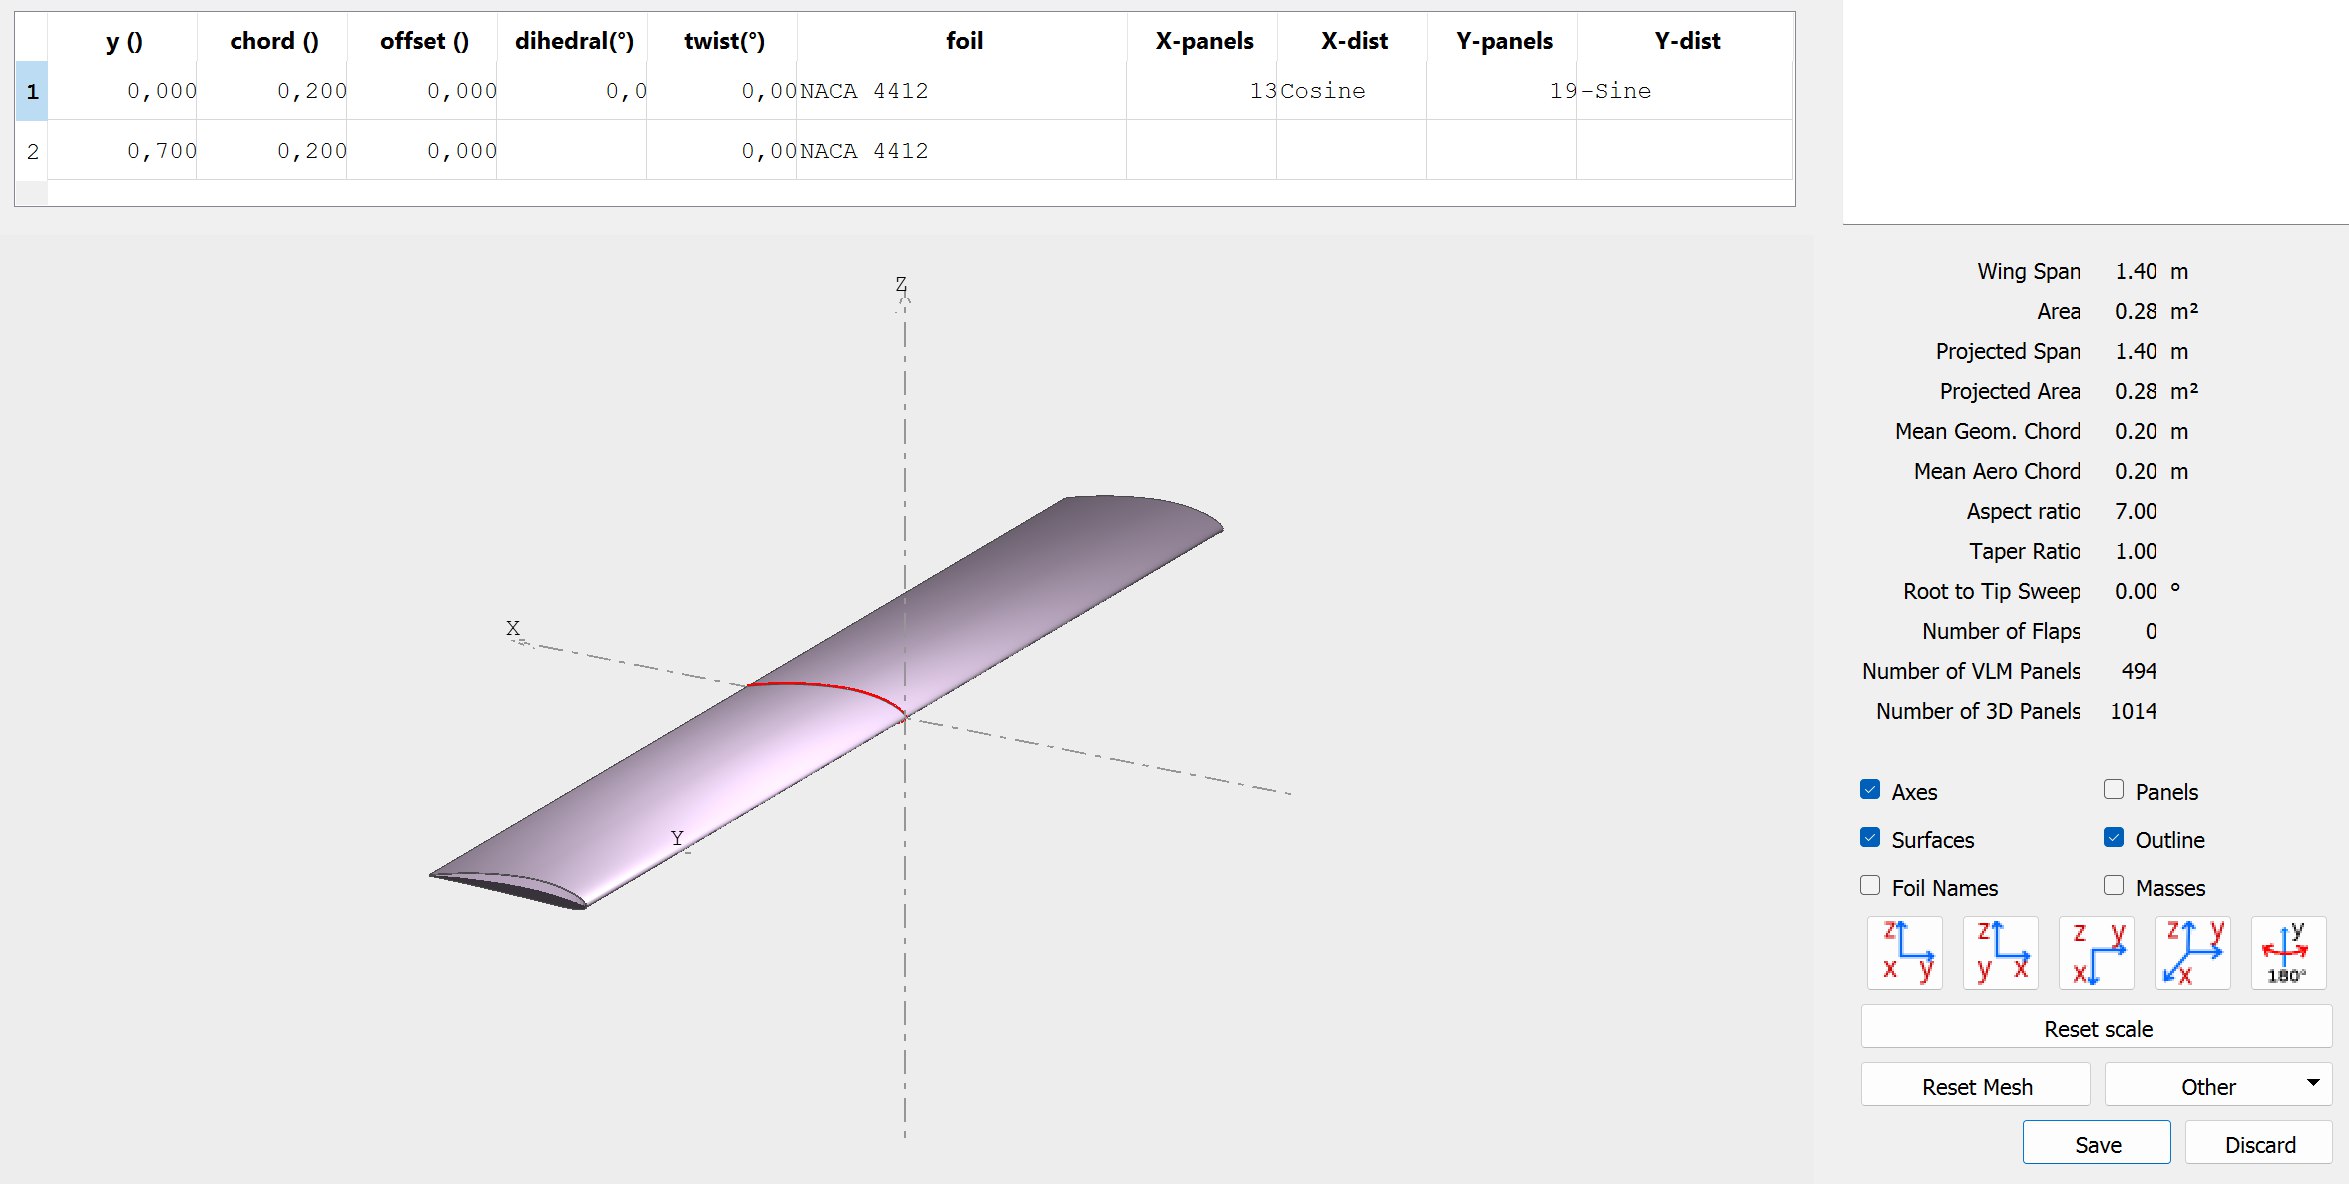 y () chord () offset () dihedral(°) twist(°) foil X-panels X-dist Y-panels Y-dist
1 0,000 0,200 0,000 0,0 0,00 NACA 4412 13 Cosine 19 -Sine
2 0,700 0,200 0,000 0,00 NACA 4412
Z
X
Y
Wing Span 1.40 m
Area 0.28 m²
Projected Span 1.40 m
Projected Area 0.28 m²
Mean Geom. Chord 0.20 m
Mean Aero Chord 0.20 m
Aspect ratio 7.00
Taper Ratio 1.00
Root to Tip Sweep 0.00 °
Number of Flaps 0
Number of VLM Panels 494
Number of 3D Panels 1014
Axes Panels
Surfaces Outline
Foil Names Masses
z z z y z y y
x y y x x x 180°
Reset scale
Reset Mesh Other
Save Discard